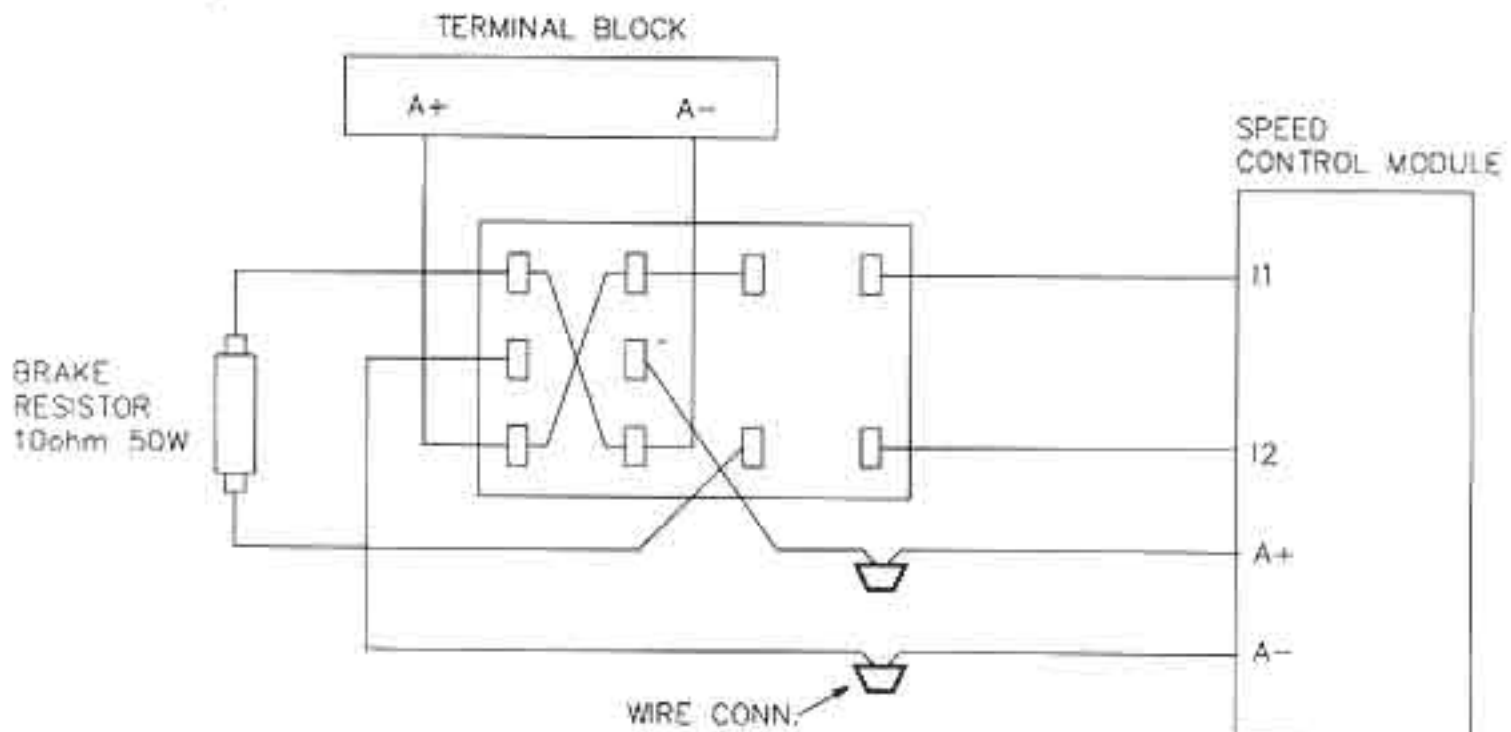 TERMINAL BLOCK
A+
A-
SPEED
CONTROL MODULE
I1
BRAKE
RESISTOR
10ohm 50W
I2
A+
A-
WIRE CONN.